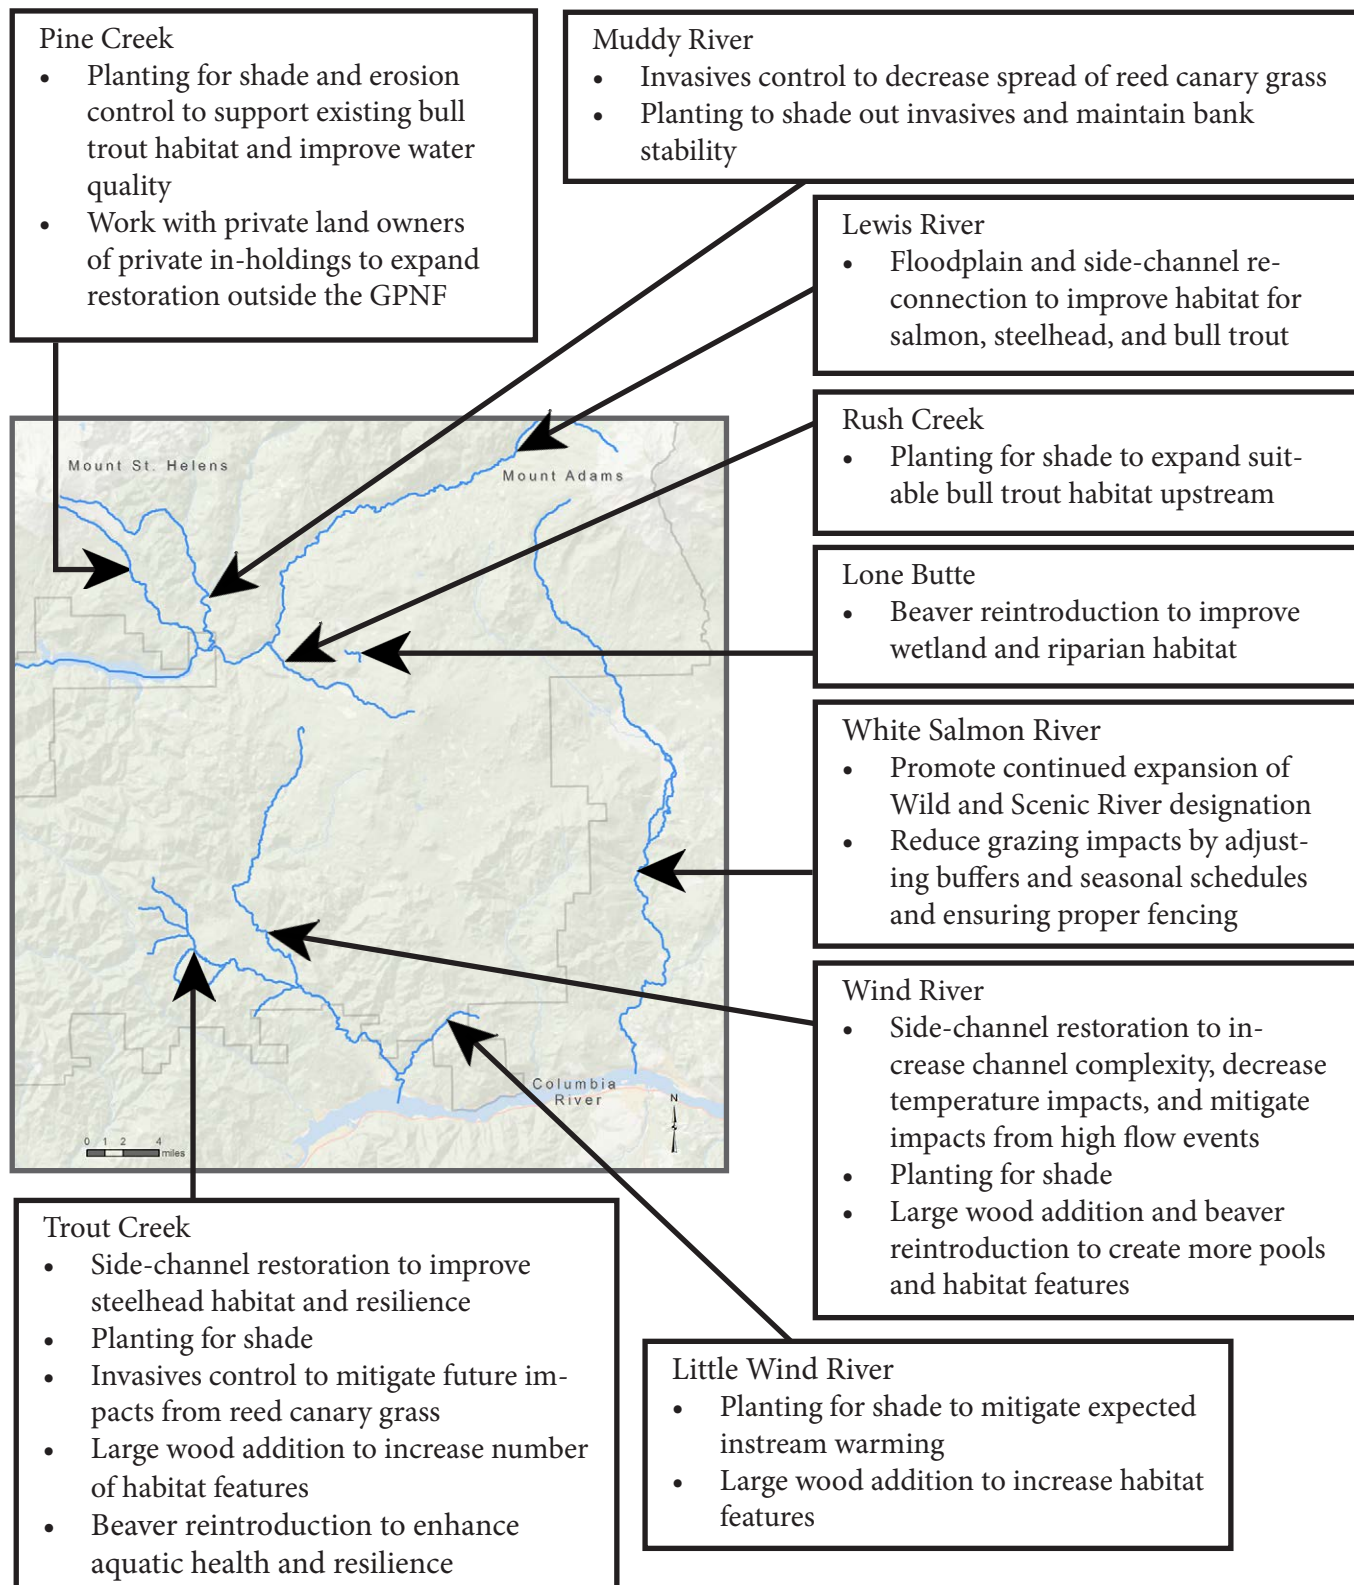 Pine Creek
• Planting for shade and erosion
control to support existing bull
trout habitat and improve water
quality
• Work with private land owners
of private in-holdings to expand
restoration outside the GPNF
Muddy River
• Invasives control to decrease spread of reed canary grass
• Planting to shade out invasives and maintain bank
stability
Lewis River
• Floodplain and side-channel re-
connection to improve habitat for
salmon, steelhead, and bull trout
Rush Creek
• Planting for shade to expand suit-
able bull trout habitat upstream
Lone Butte
• Beaver reintroduction to improve
wetland and riparian habitat
White Salmon River
• Promote continued expansion of
Wild and Scenic River designation
• Reduce grazing impacts by adjust-
ing buffers and seasonal schedules
and ensuring proper fencing
Wind River
• Side-channel restoration to in-
crease channel complexity, decrease
temperature impacts, and mitigate
impacts from high flow events
• Planting for shade
• Large wood addition and beaver
reintroduction to create more pools
and habitat features
Mount St. Helens
Mount Adams
Columbia
River
N
0 1 2 4
miles
Trout Creek
• Side-channel restoration to improve
steelhead habitat and resilience
• Planting for shade
• Invasives control to mitigate future im-
pacts from reed canary grass
• Large wood addition to increase number
of habitat features
• Beaver reintroduction to enhance
aquatic health and resilience
Little Wind River
• Planting for shade to mitigate expected
instream warming
• Large wood addition to increase habitat
features